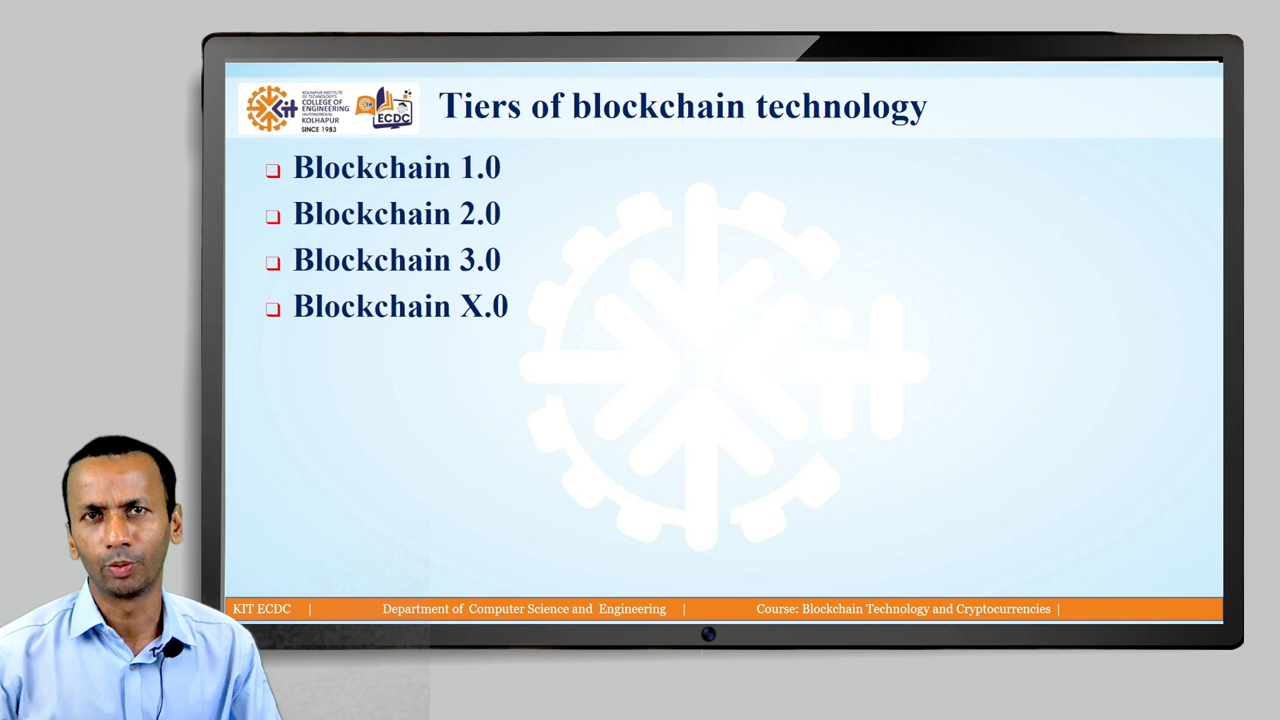 KOLHAPUR INSTITUTE
OF TECHNOLOGY'S
COLLEGE OF
ENGINEERING
(AUTONOMOUS),
KOLHAPUR
SINCE 1983
ECDC
Tiers of blockchain technology
Blockchain 1.0
Blockchain 2.0
Blockchain 3.0
Blockchain X.0
KIT ECDC | Department of Computer Science and Engineering | Course: Blockchain Technology and Cryptocurrencies |